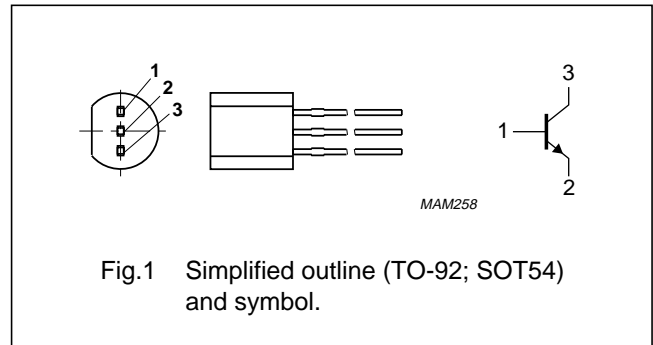 1
2
3
3
1
2
MAM258
Fig.1 Simplified outline (TO-92; SOT54)
and symbol.